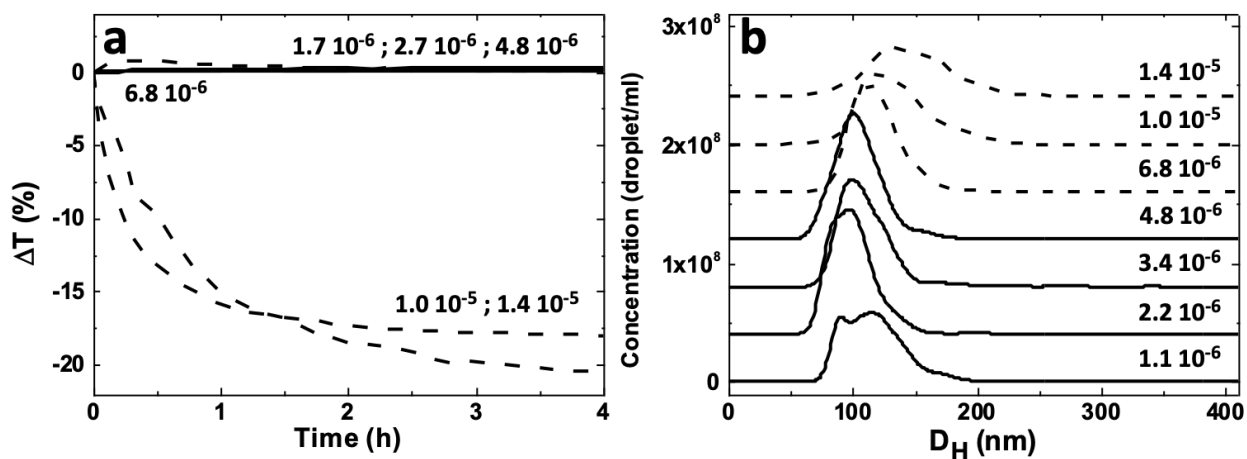 a
1.7 10⁻⁶ ; 2.7 10⁻⁶ ; 4.8 10⁻⁶
6.8 10⁻⁶
1.0 10⁻⁵ ; 1.4 10⁻⁵
0
-5
-10
-15
-20
ΔT (%)
0 1 2 3 4
Time (h)
b
3x10⁸
2x10⁸
1x10⁸
0
Concentration (droplet/ml)
1.4 10⁻⁵
1.0 10⁻⁵
6.8 10⁻⁶
4.8 10⁻⁶
3.4 10⁻⁶
2.2 10⁻⁶
1.1 10⁻⁶
0 100 200 300 400
D_H (nm)